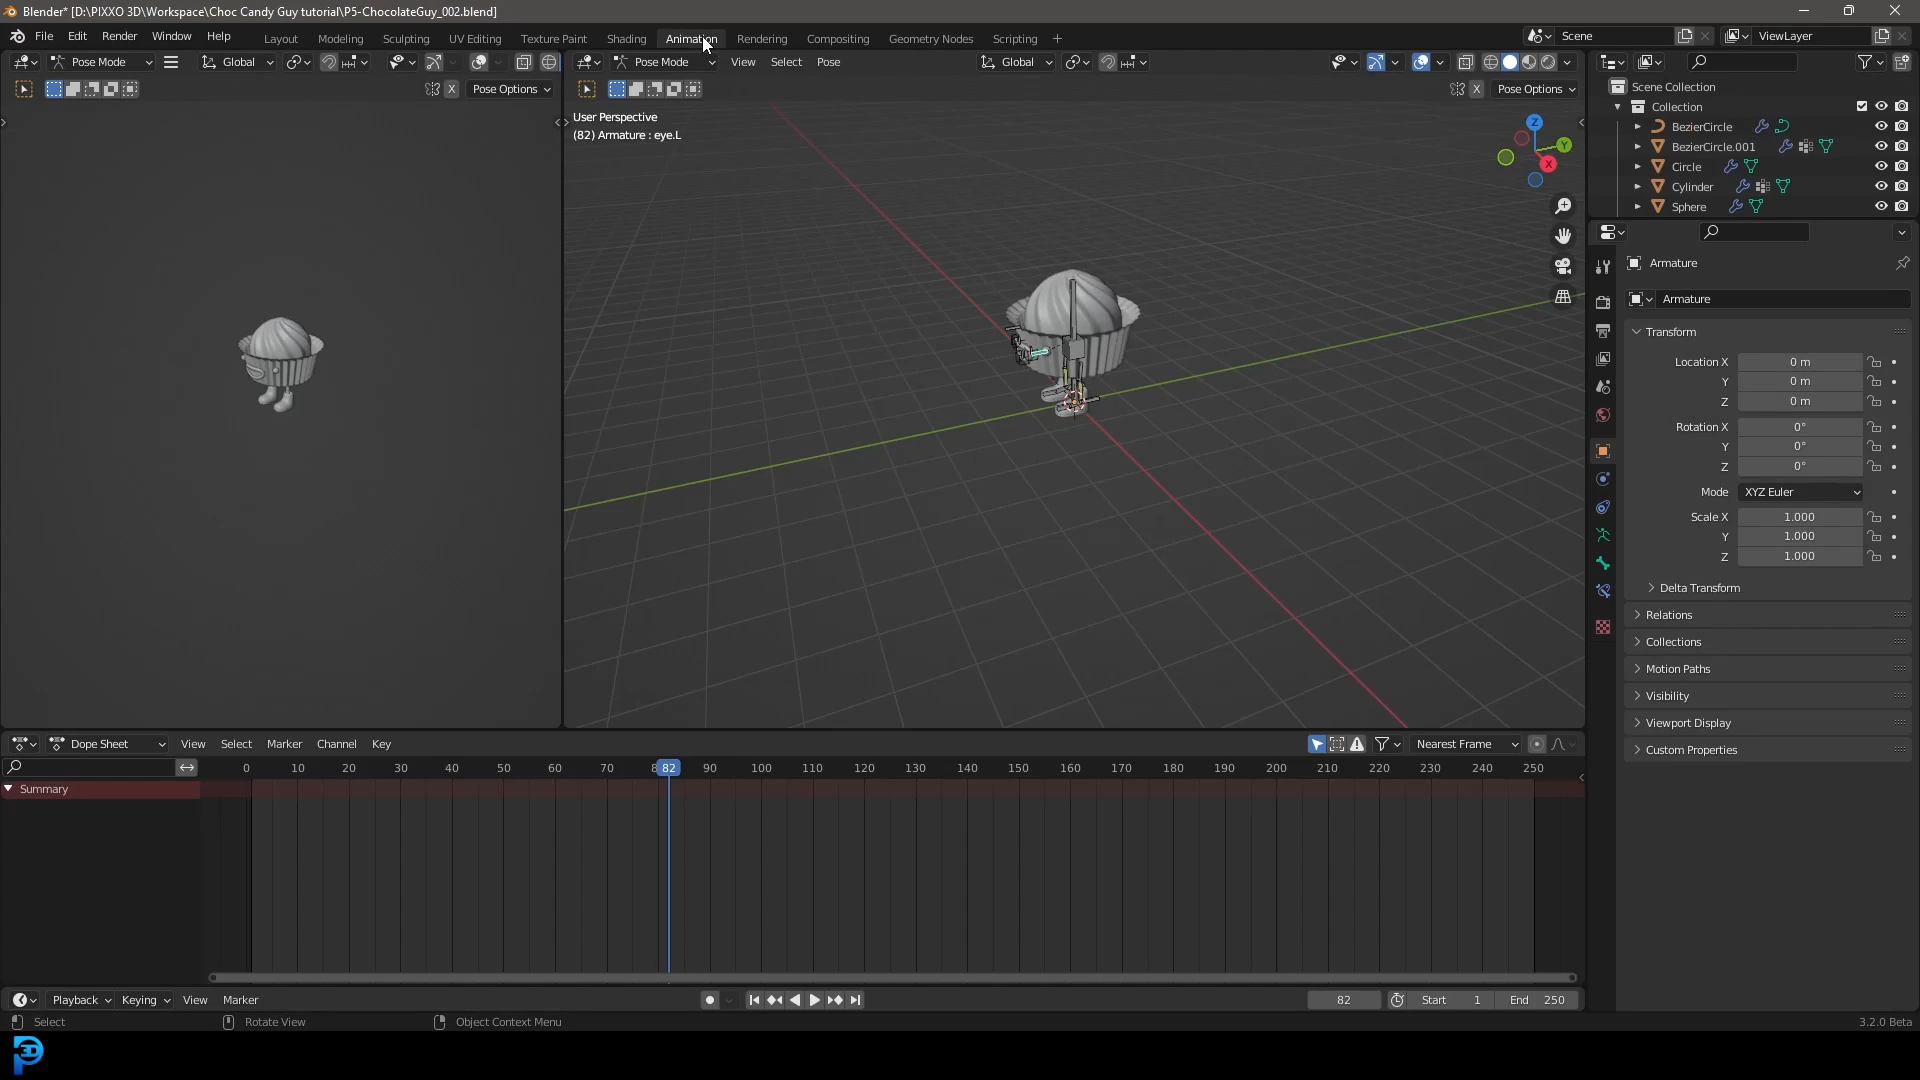 Blender* [D:\PIXXO 3D\Workspace\Choc Candy Guy tutorial\P5-ChocolateGuy_002.blend]
File Edit Render Window Help Layout Modeling Sculpting UV Editing Texture Paint Shading Animation Rendering Compositing Geometry Nodes Scripting + Scene ViewLayer
Pose Mode Global Pose Mode View Select Pose Global
X Pose Options X Pose Options
User Perspective
(82) Armature : eye.L
Z
Y
X
Scene Collection
Collection
BezierCircle
BezierCircle.001
Circle
Cylinder
Sphere
Armature
Armature
Transform
Location X 0 m
Y 0 m
Z 0 m
Rotation X 0°
Y 0°
Z 0°
Mode XYZ Euler
Scale X 1.000
Y 1.000
Z 1.000
Delta Transform
Relations
Collections
Motion Paths
Visibility
Viewport Display
Custom Properties
Dope Sheet View Select Marker Channel Key Nearest Frame
0 10 20 30 40 50 60 70 82 90 100 110 120 130 140 150 160 170 180 190 200 210 220 230 240 250
Summary
Playback Keying View Marker 82 Start 1 End 250
Select Rotate View Object Context Menu 3.2.0 Beta